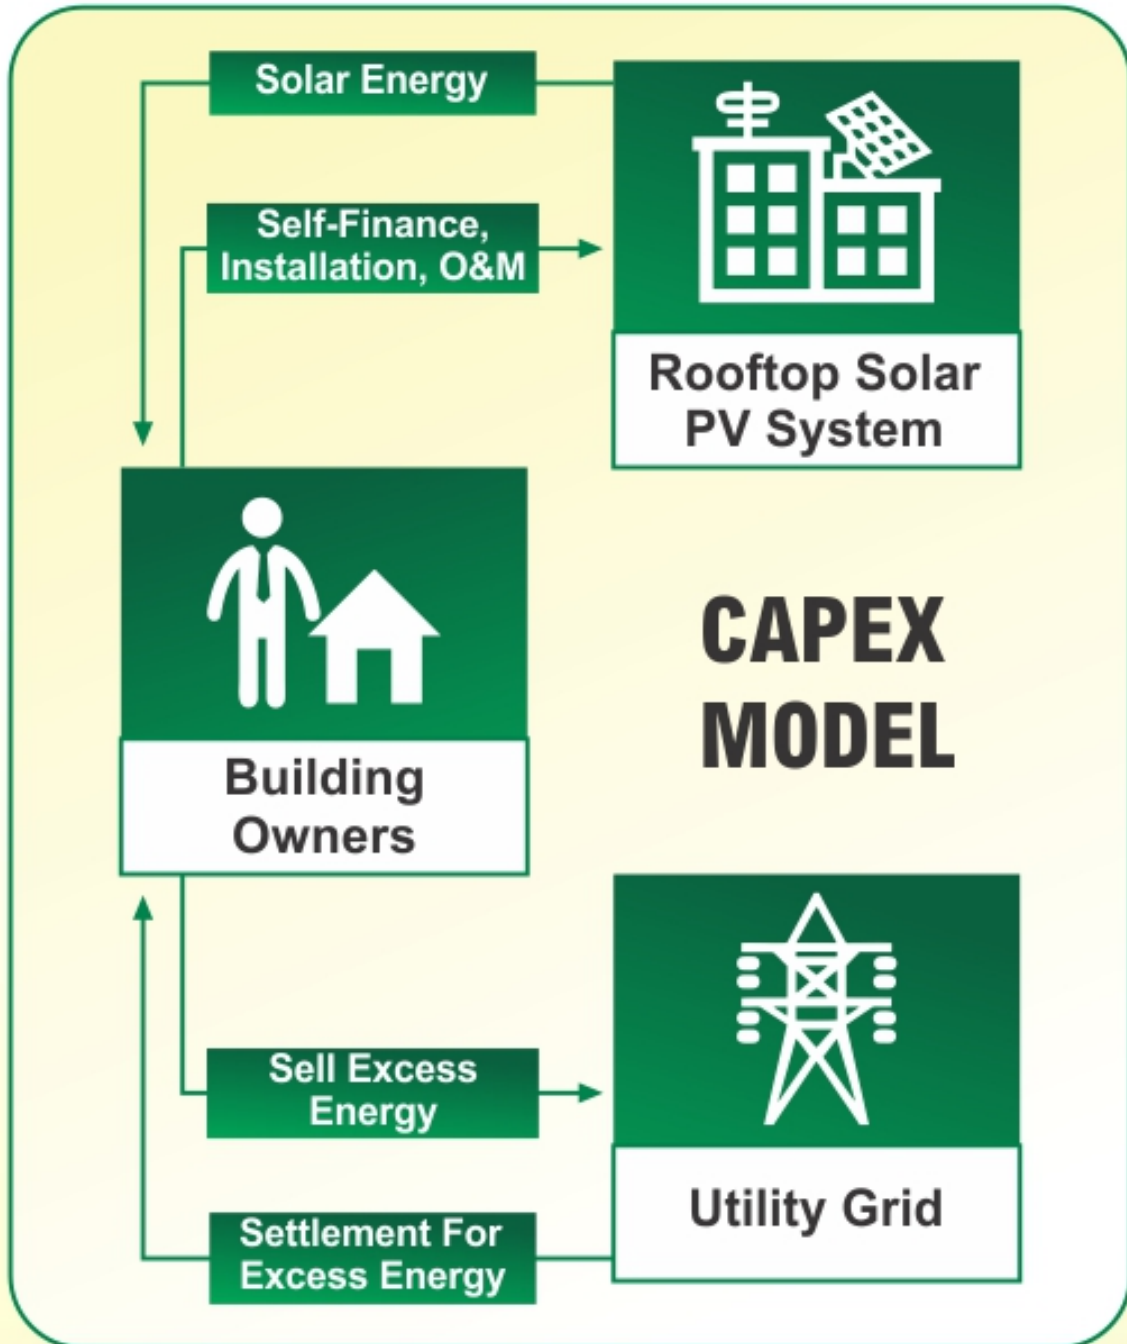 Solar Energy
Self-Finance,
Installation, O&M
Rooftop Solar
PV System
Building
Owners
CAPEX
MODEL
Sell Excess
Energy
Utility Grid
Settlement For
Excess Energy